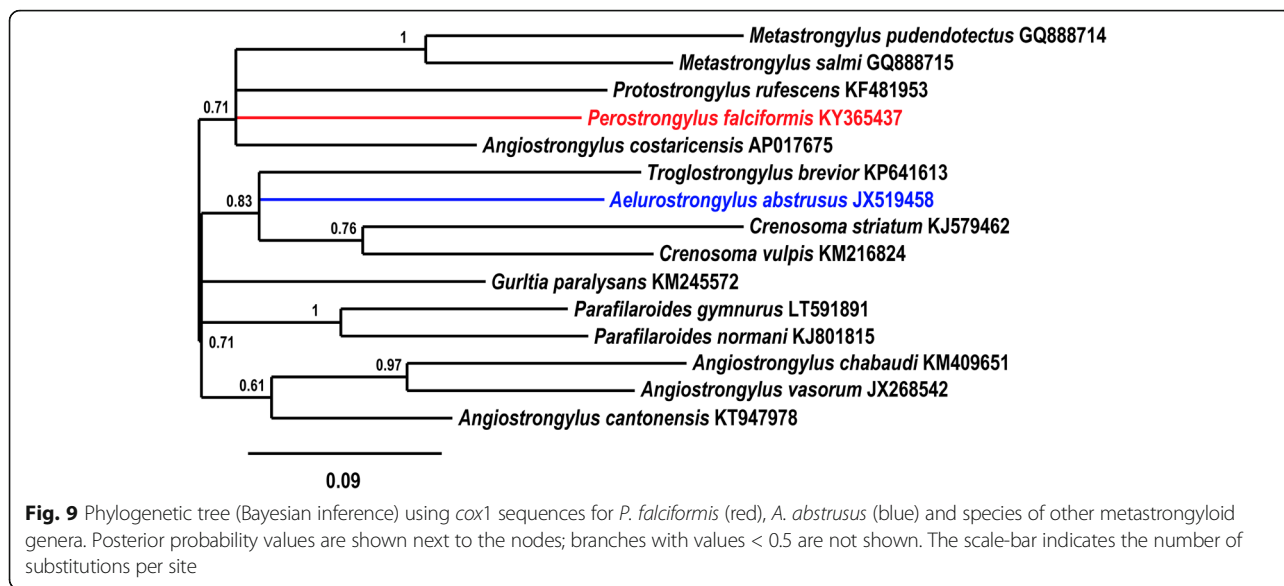 1
Metastrongylus pudendotectus GQ888714
Metastrongylus salmi GQ888715
Protostrongylus rufescens KF481953
0.71
Perostrongylus falciformis KY365437
Angiostrongylus costaricensis AP017675
Troglostrongylus brevior KP641613
0.83
Aelurostrongylus abstrusus JX519458
0.76
Crenosoma striatum KJ579462
Crenosoma vulpis KM216824
Gurltia paralysans KM245572
1
Parafilaroides gymnurus LT591891
Parafilaroides normani KJ801815
0.71
0.97
Angiostrongylus chabaudi KM409651
0.61
Angiostrongylus vasorum JX268542
Angiostrongylus cantonensis KT947978
0.09
Fig. 9 Phylogenetic tree (Bayesian inference) using cox1 sequences for P. falciformis (red), A. abstrusus (blue) and species of other metastrongyloid
genera. Posterior probability values are shown next to the nodes; branches with values < 0.5 are not shown. The scale-bar indicates the number of
substitutions per site